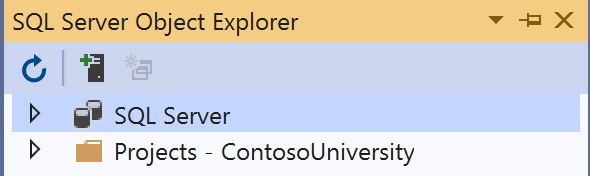 SQL Server Object Explorer
SQL Server
Projects - ContosoUniversity